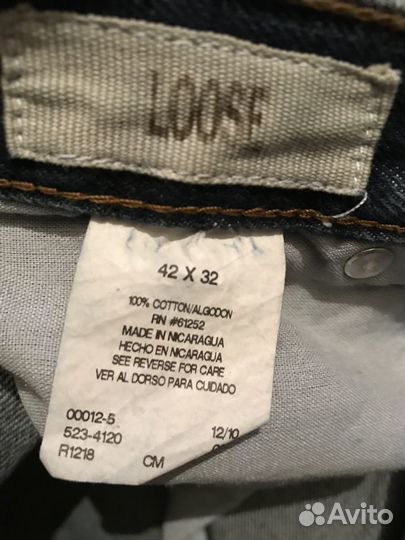 LOOSE
42 X 32
100% COTTON/ALGODON
RN #61252
MADE IN NICARAGUA
HECHO EN NICARAGUA
SEE REVERSE FOR CARE
VER AL DORSO PARA CUIDADO
00012-5
523-4120 12/10
R1218 CM
Avito